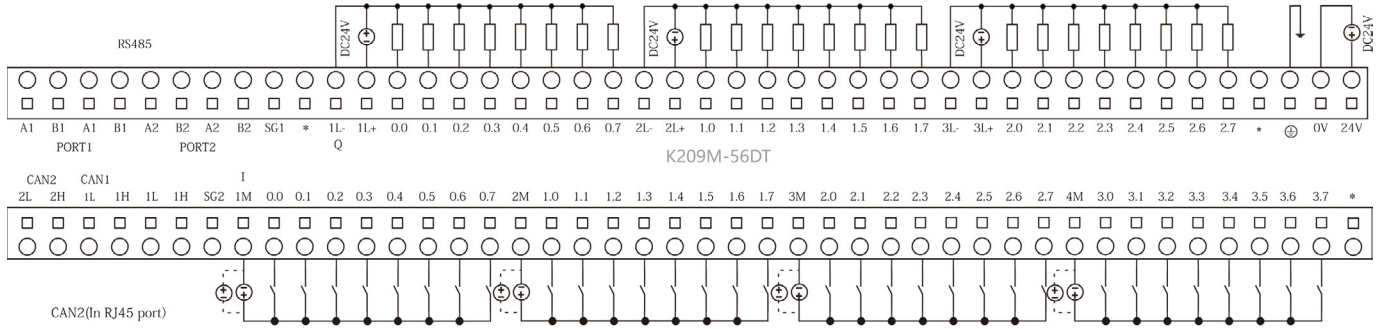 DC24V DC24V DC24V DC24V
RS485
A1 B1 A1 B1 A2 B2 A2 B2 SG1 * 1L- 1L+ 0.0 0.1 0.2 0.3 0.4 0.5 0.6 0.7 2L- 2L+ 1.0 1.1 1.2 1.3 1.4 1.5 1.6 1.7 3L- 3L+ 2.0 2.1 2.2 2.3 2.4 2.5 2.6 2.7 * 0V 24V
PORT1 PORT2 Q
K209M-56DT
CAN2 CAN1 I
2L 2H 1L 1H 1L 1H SG2 1M 0.0 0.1 0.2 0.3 0.4 0.5 0.6 0.7 2M 1.0 1.1 1.2 1.3 1.4 1.5 1.6 1.7 3M 2.0 2.1 2.2 2.3 2.4 2.5 2.6 2.7 4M 3.0 3.1 3.2 3.3 3.4 3.5 3.6 3.7 *
CAN2(In RJ45 port)